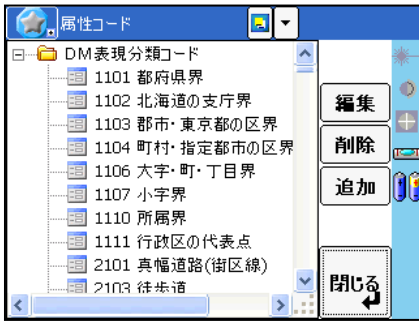 属性コード
DM表現分類コード
1101 都府県界
1102 北海道の支庁界
1103 郡市・東京都の区界
1104 町村・指定都市の区界
1106 大字・町・丁目界
1107 小字界
1110 所属界
1111 行政区の代表点
2101 真幅道路(街区線)
2103 徒歩道
編集
削除
追加
閉じる